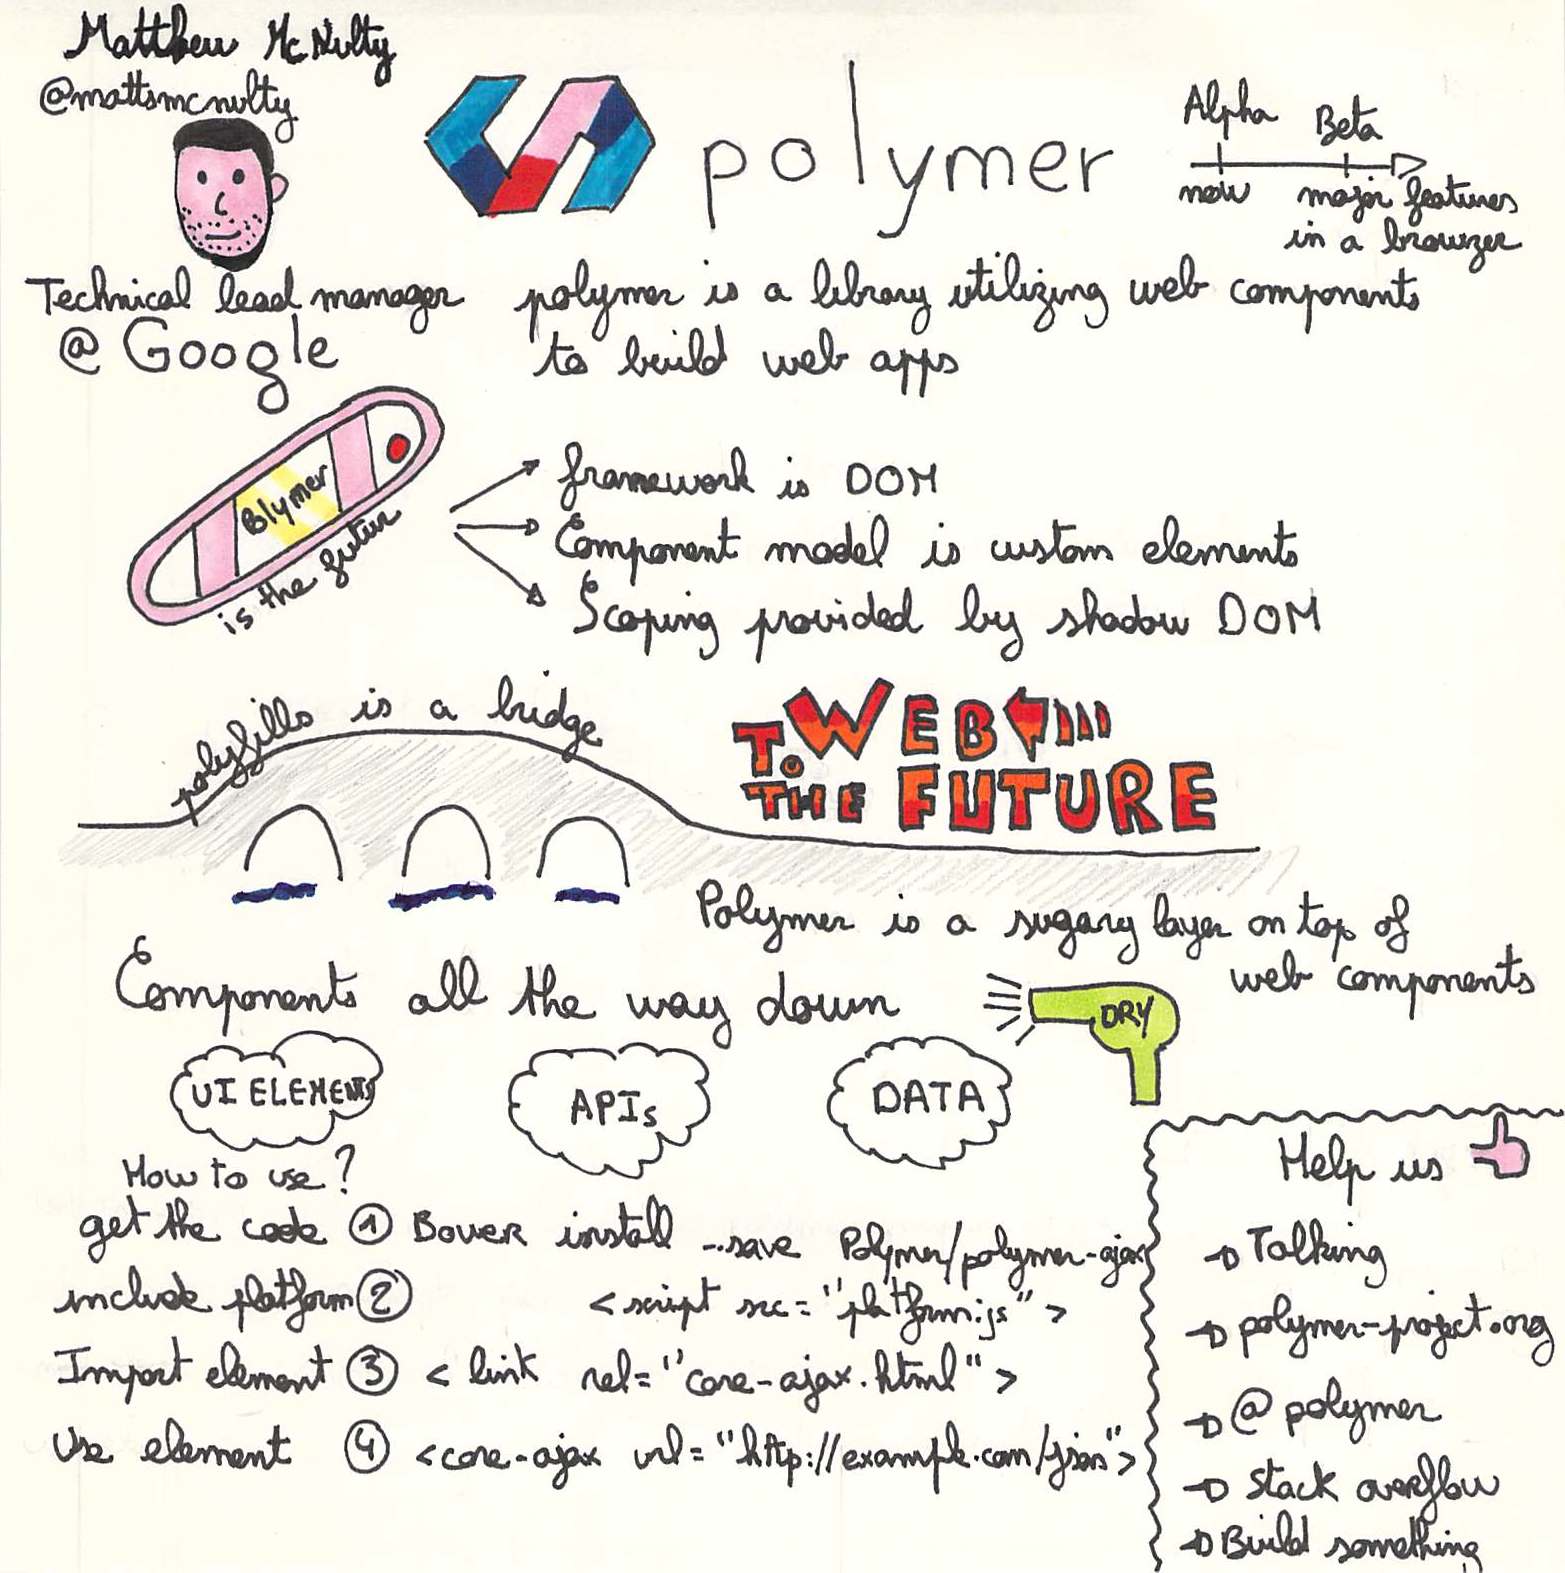 Matthew McNulty
@mattsmcnulty
Technical lead manager
@ Google
polymer
Alpha
Beta
now
major features
in a browzer
polymer is a library utilizing web components
to build web apps
Blymer
is the futur
framework is DOM
Component model is custom elements
Scoping provided by shadow DOM
polyfills is a bridge
WEB
TO
THE FUTURE
Polymer is a sugary layer on top of
web components
Components all the way down
DRY
UI ELEMENTS
APIs
DATA
How to use?
get the code 1 Bower install --save Polymer/polymer-ajax
include platform 2 <script src="platform.js">
Import element 3 <link rel="core-ajax.html">
Use element 4 <core-ajax url="http://example.com/json">
Help us
→ Talking
→ polymer-project.org
→ @polymer
→ stack overflow
→ Build something